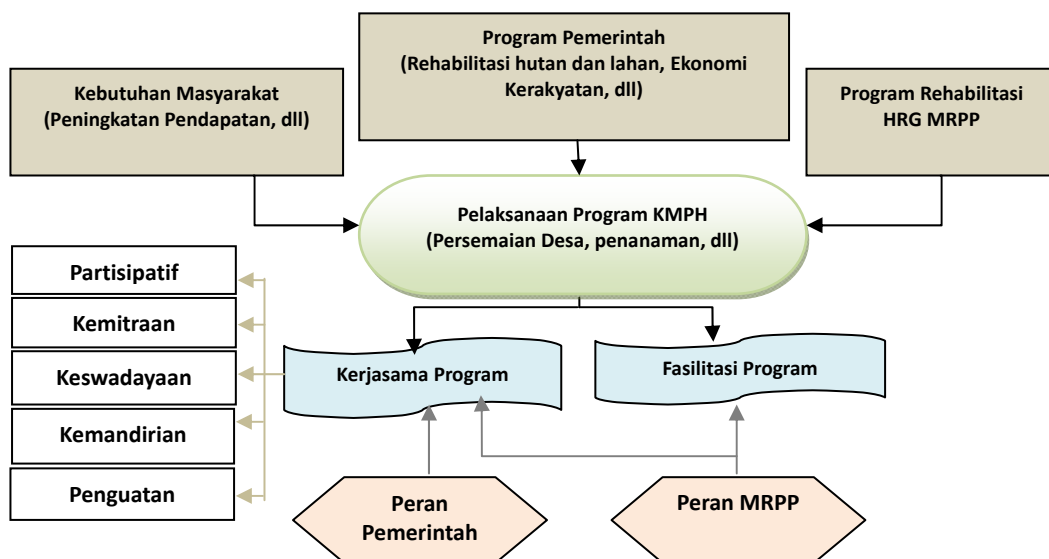 Program Pemerintah
(Rehabilitasi hutan dan lahan, Ekonomi
Kerakyatan, dll)
Kebutuhan Masyarakat
(Peningkatan Pendapatan, dll)
Program Rehabilitasi
HRG MRPP
Pelaksanaan Program KMPH
(Persemaian Desa, penanaman, dll)
Partisipatif
Kemitraan
Keswadayaan
Kemandirian
Penguatan
Kerjasama Program
Fasilitasi Program
Peran
Pemerintah
Peran MRPP